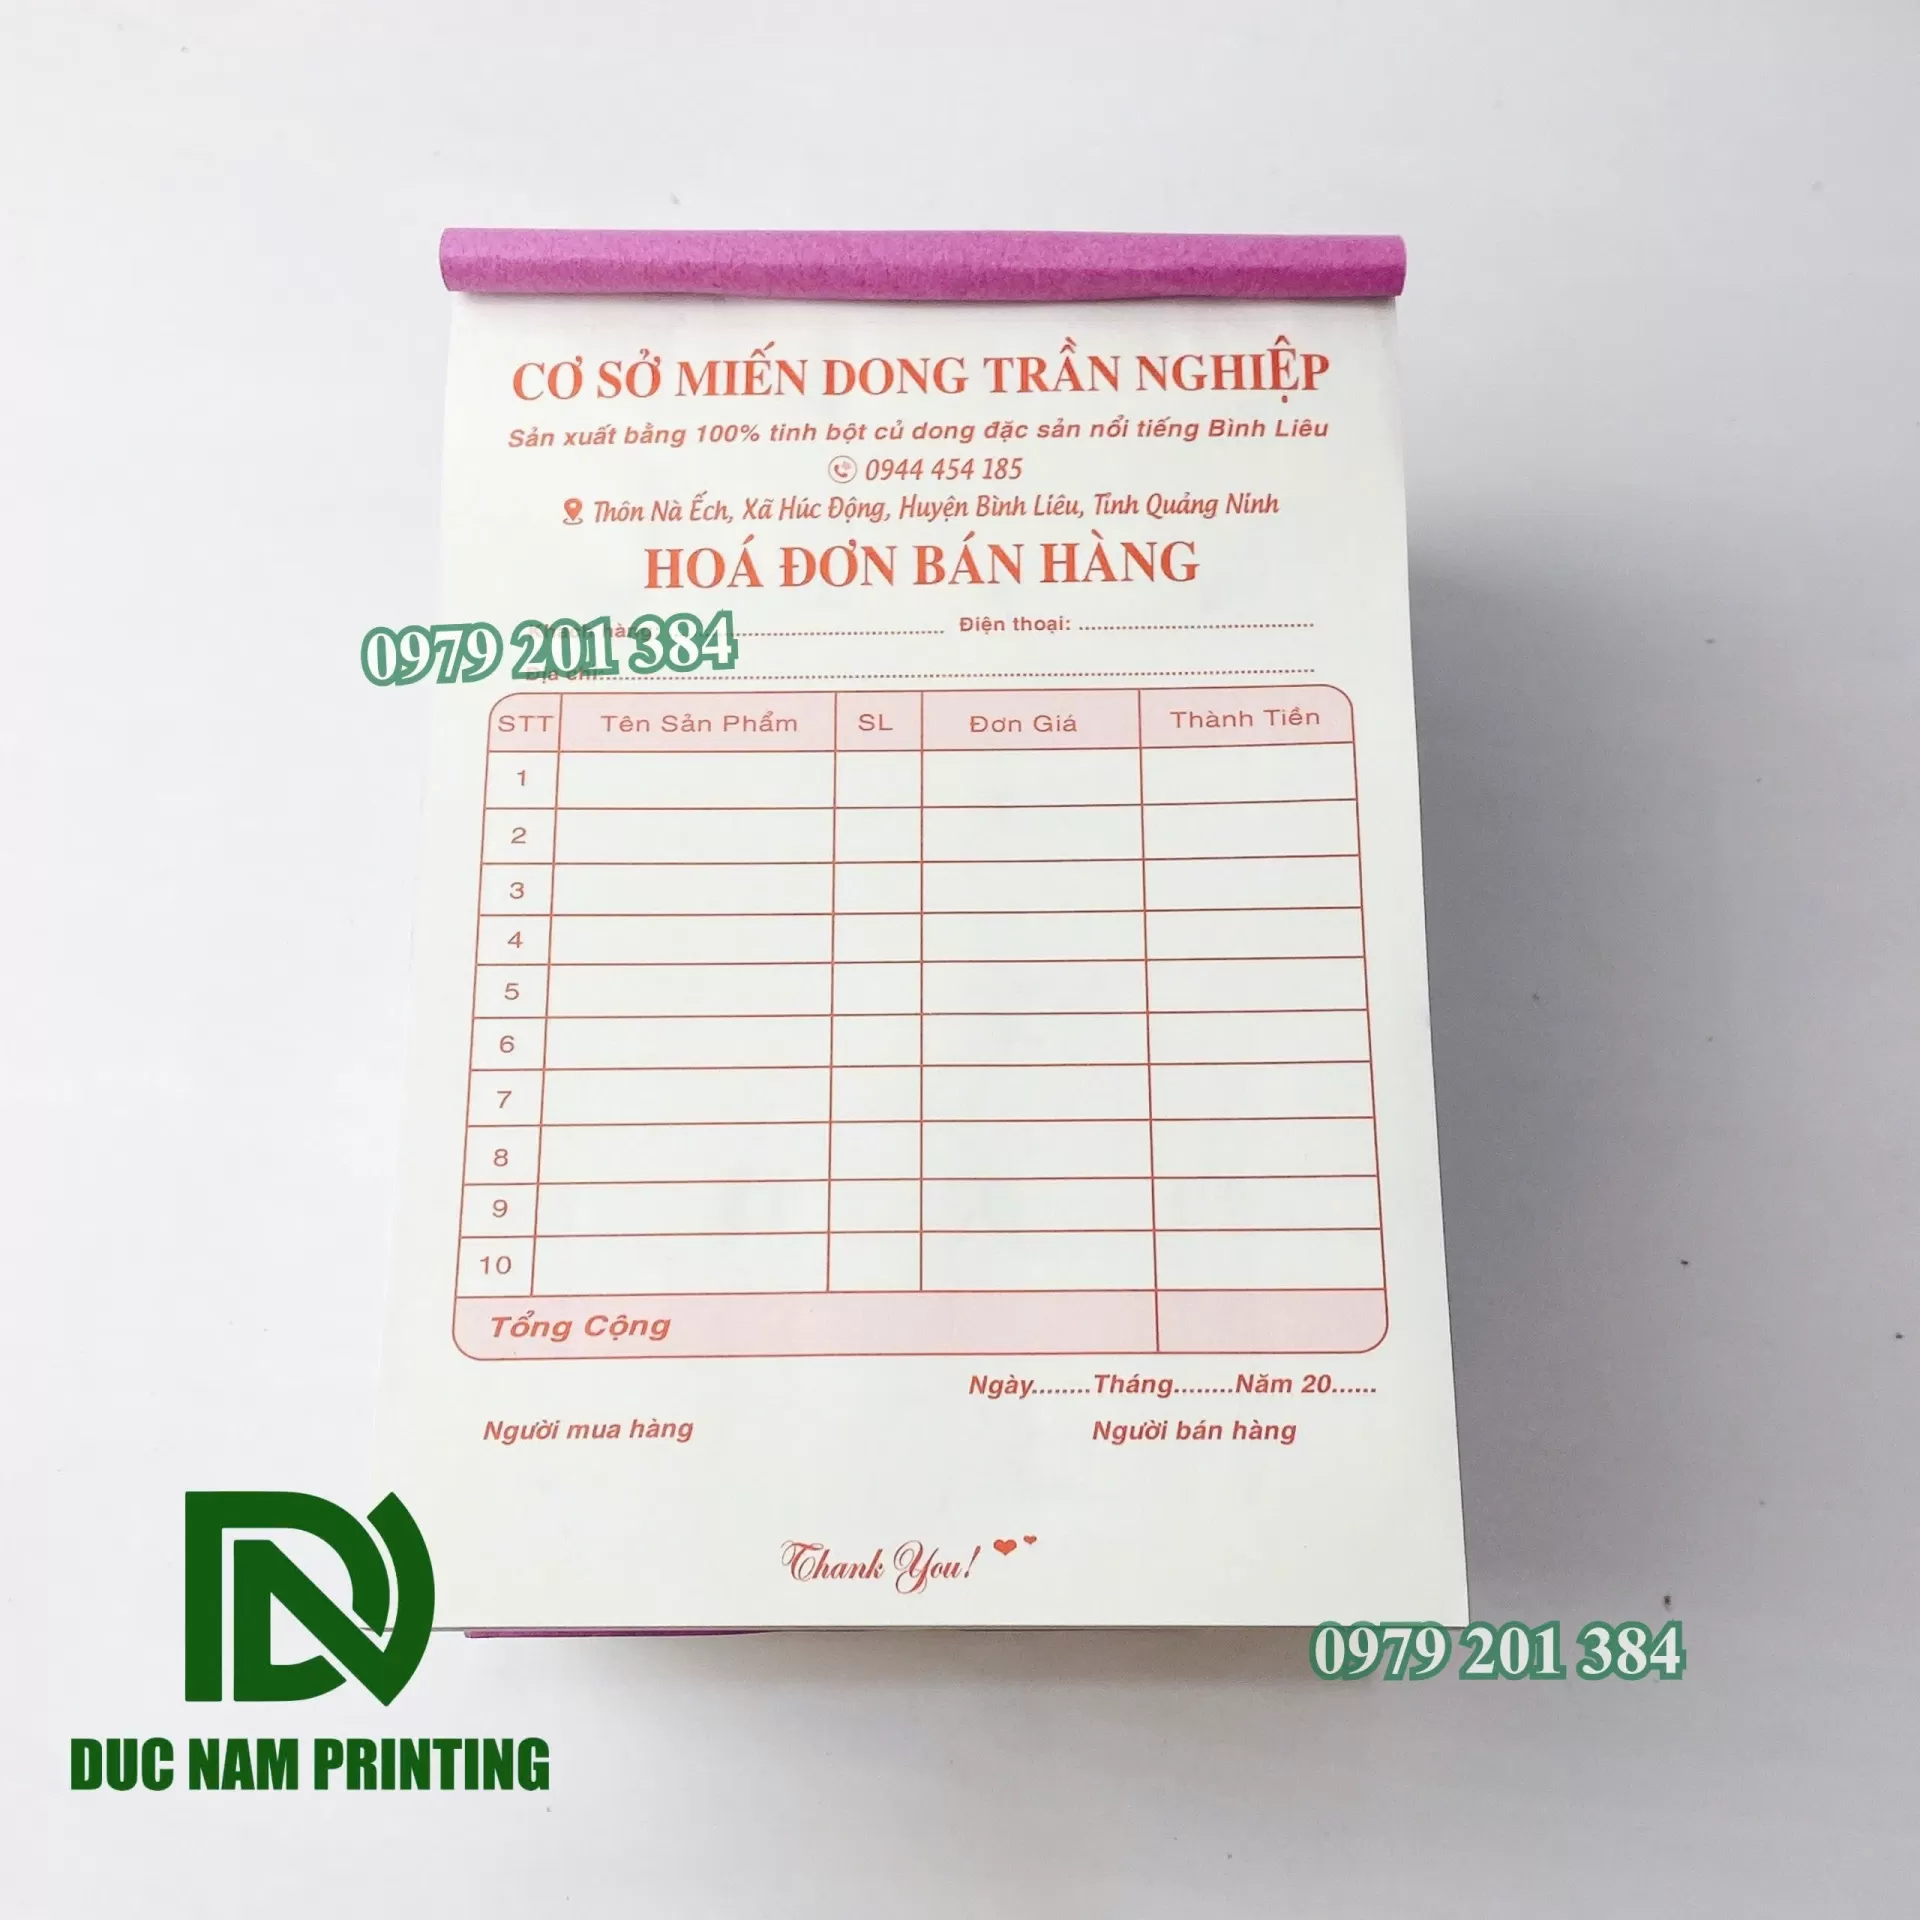 CƠ SỞ MIẾN DONG TRẦN NGHIỆP
Sản xuất bằng 100% tinh bột củ dong đặc sản nổi tiếng Bình Liêu
0944 454 185
Thôn Nà Ếch, Xã Húc Động, Huyện Bình Liêu, Tỉnh Quảng Ninh
HOÁ ĐƠN BÁN HÀNG
Khách hàng: Điện thoại:
0979 201 384
Địa chỉ:
STT Tên Sản Phẩm SL Đơn Giá Thành Tiền
1
2
3
4
5
6
7
8
9
10
Tổng Cộng
Ngày........Tháng........Năm 20......
Người mua hàng Người bán hàng
Thank You!
0979 201 384
DUC NAM PRINTING